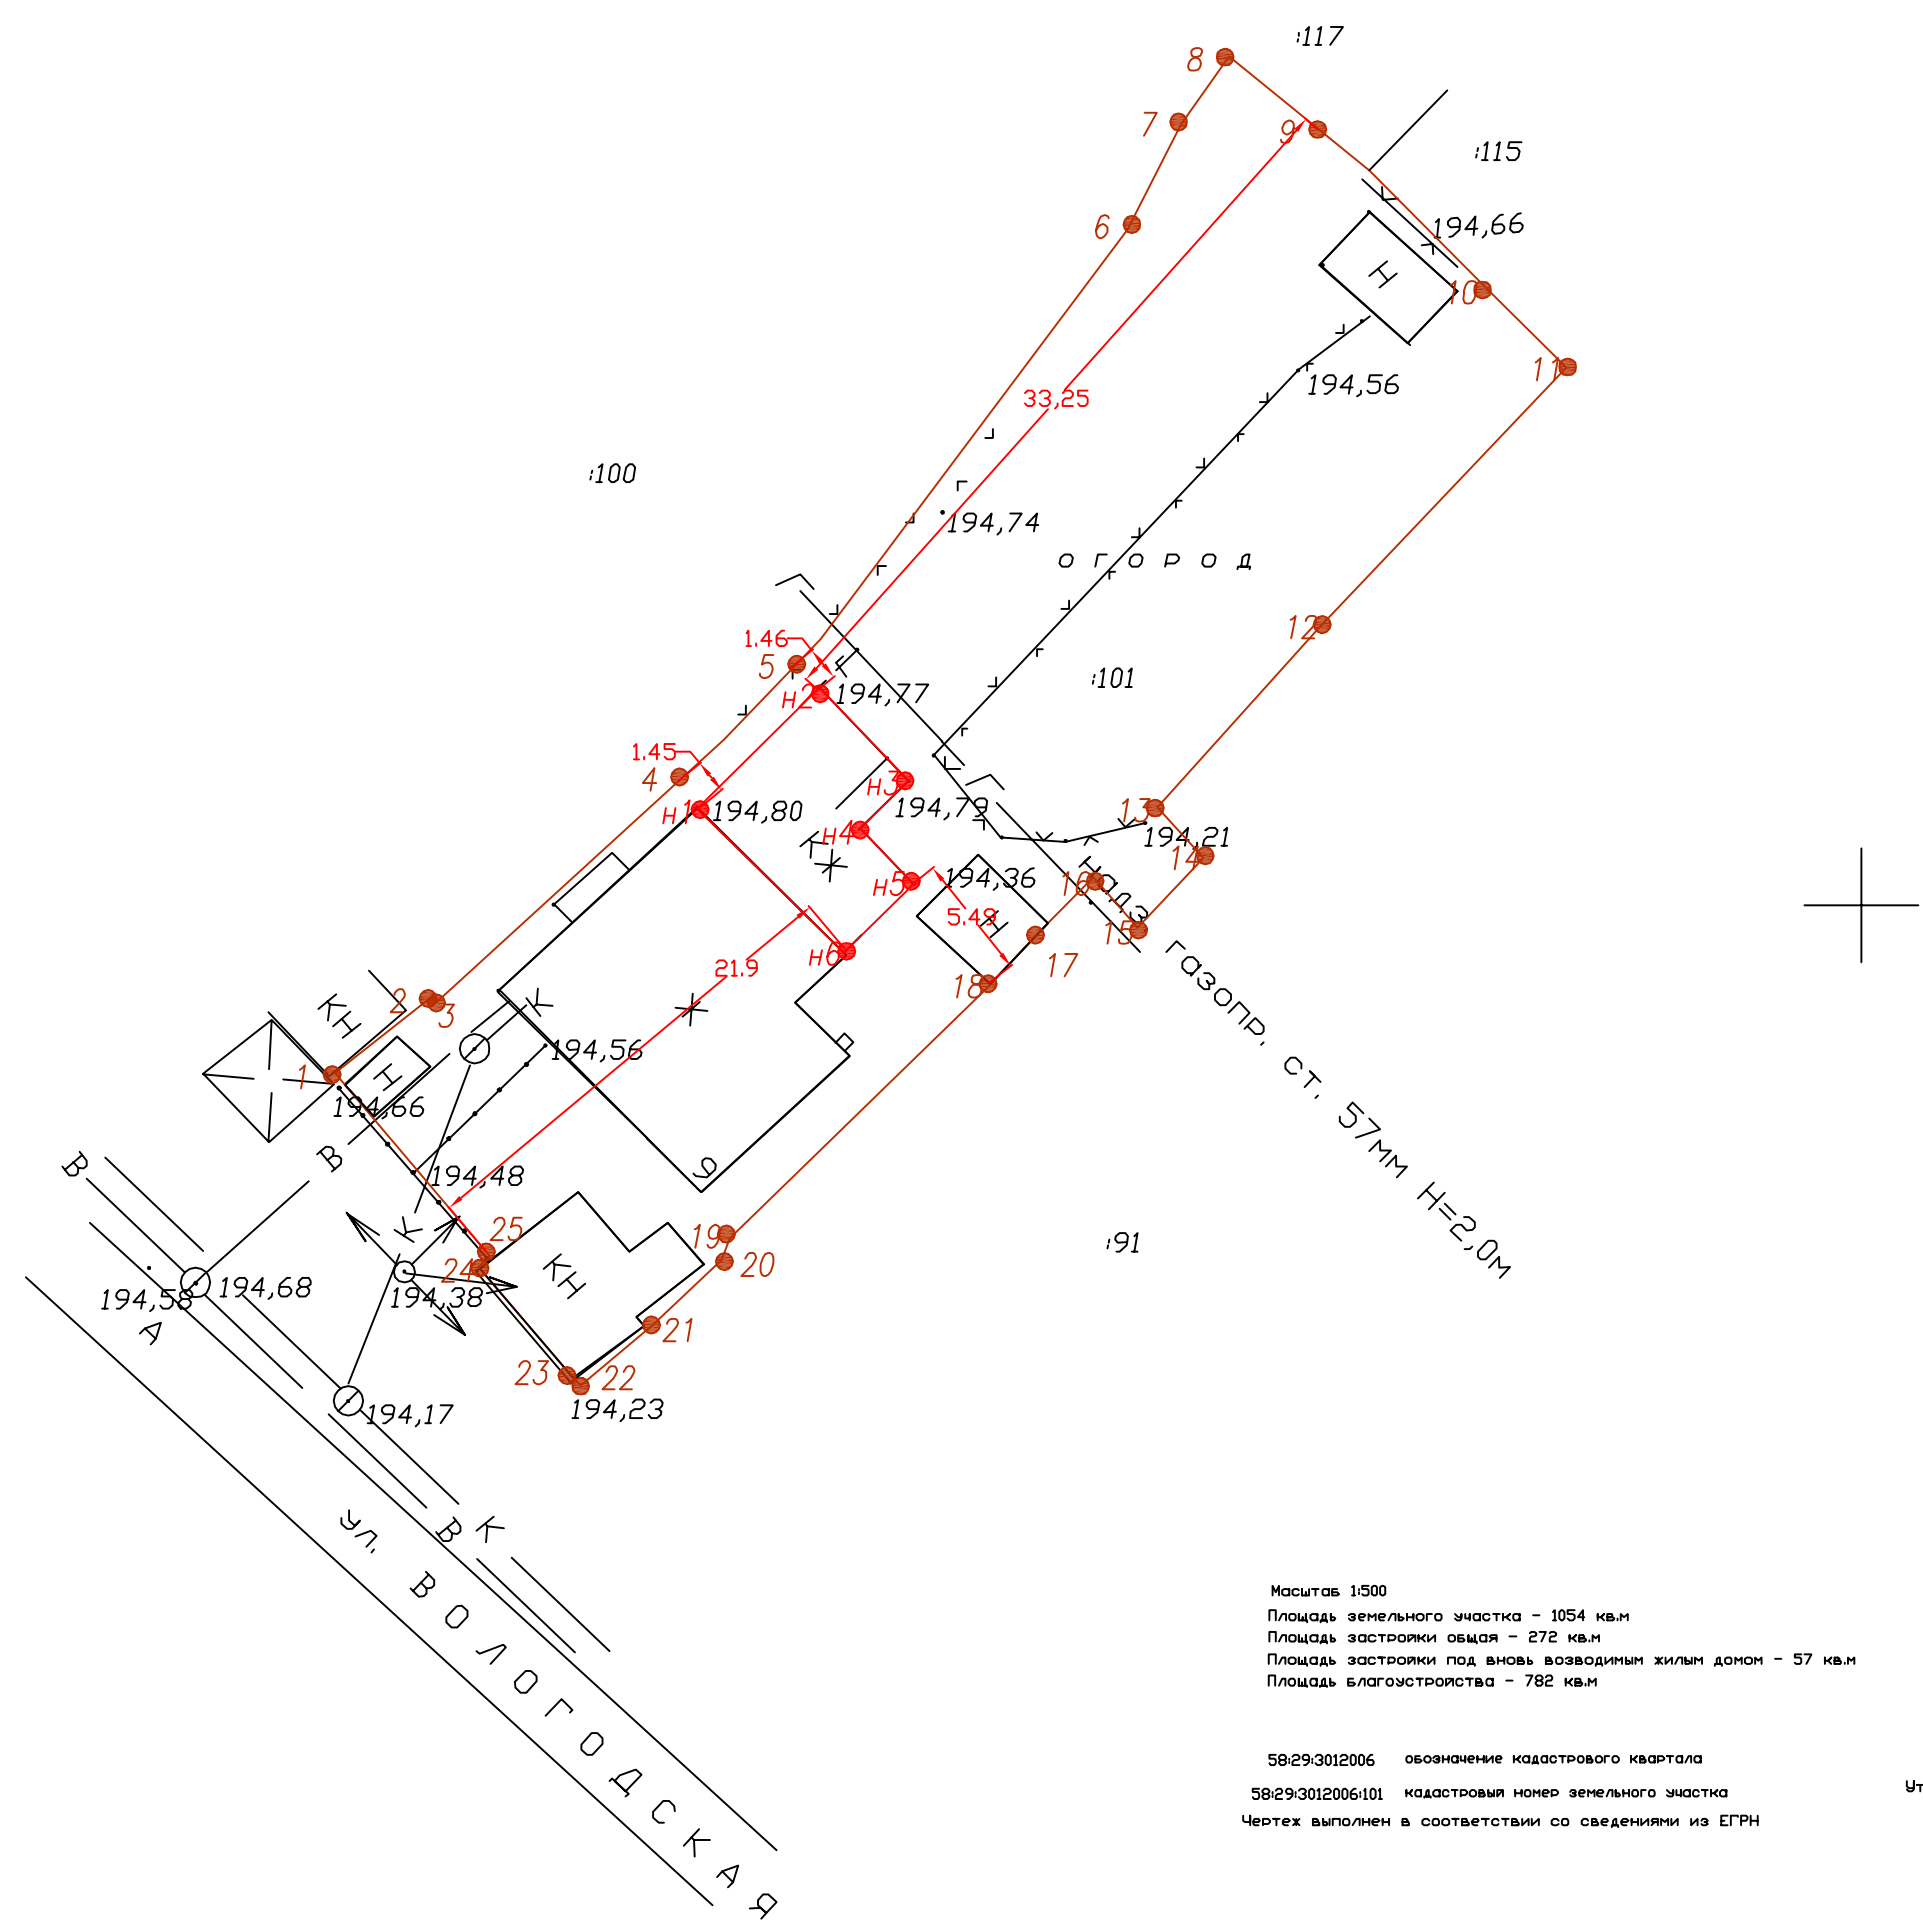 :117
8
7
9
:115
6
194,66
Н
10
11
194,56
33,25
:100
194,74
О Г О Р О Д
12
1.46
5
н2
194,77
:101
1.45
4
н3
н1
194,80
194,79
13
н4
194,21
14
К
Ж
н5
194,36
16
надз. газопр. ст. 57мм Н=2,0м
5.49
Н
15
н6
17
21.9
18
2
3
КН
К
Ж
194,56
1
Н
194,66
9
В
В
194,48
К
25
19
:91
24
20
КН
194,68
194,38
194,58
А
21
23
22
194,17
194,23
ул. ВОЛОГОДСКАЯ
В
К
Масштаб 1:500
Площадь земельного участка - 1054 кв.м
Площадь застройки общая - 272 кв.м
Площадь застройки под вновь возводимым жилым домом - 57 кв.м
Площадь благоустройства - 782 кв.м
58:29:3012006 обозначение кадастрового квартала
Ут
58:29:3012006:101 кадастровый номер земельного участка
Чертеж выполнен в соответствии со сведениями из ЕГРН